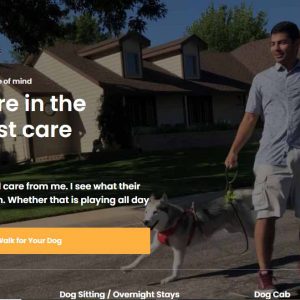 e of mind
re in the
st care
l care from me. I see what their
n. Whether that is playing all day
Walk for Your Dog
Dog Sitting / Overnight Stays
Dog Cab